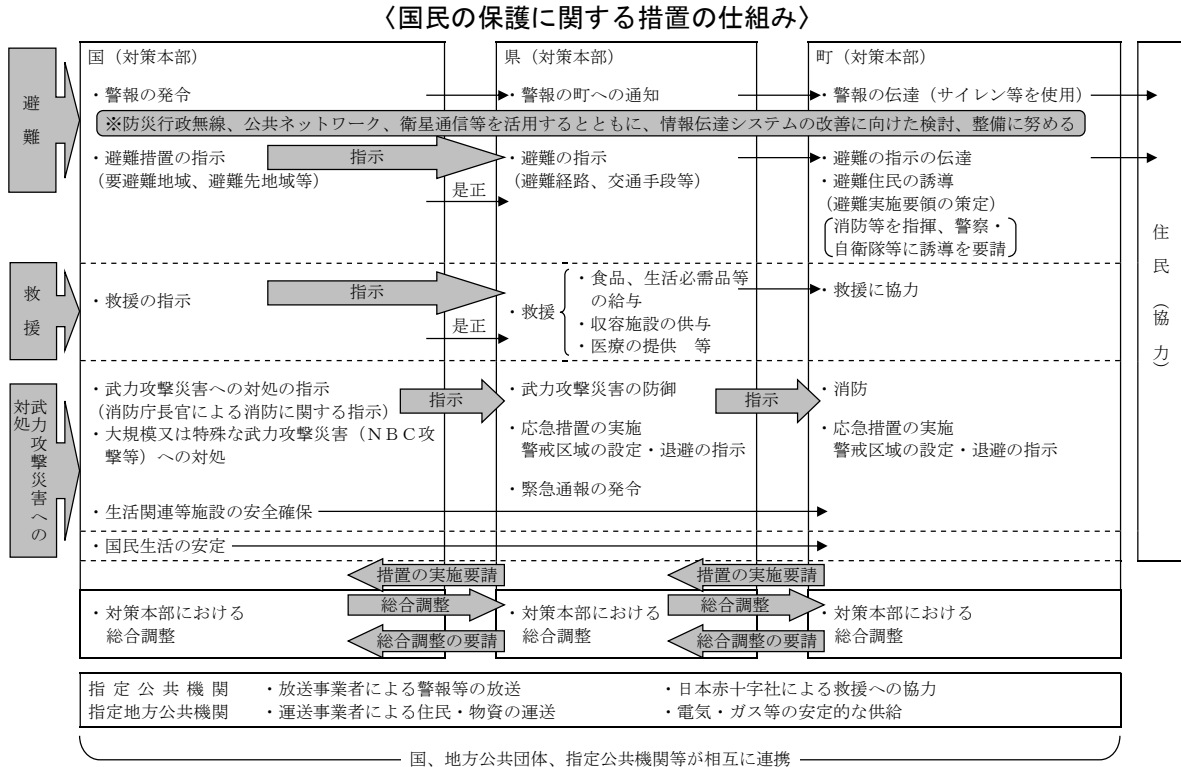 〈国民の保護に関する措置の仕組み〉
避難
国（対策本部）
・警報の発令
県（対策本部）
・警報の町への通知
町（対策本部）
・警報の伝達（サイレン等を使用）
※防災行政無線、公共ネットワーク、衛星通信等を活用するとともに、情報伝達システムの改善に向けた検討、整備に努める
・避難措置の指示
（要避難地域、避難先地域等）
指示
是正
・避難の指示
（避難経路、交通手段等）
・避難の指示の伝達
・避難住民の誘導
（避難実施要領の策定）
消防等を指揮、警察・
自衛隊等に誘導を要請
住民（協力）
救援
・救援の指示
指示
是正
・救援
・食品、生活必需品等
の給与
・収容施設の供与
・医療の提供　等
・救援に協力
武力攻撃災害への
対処
・武力攻撃災害への対処の指示
（消防庁長官による消防に関する指示）
・大規模又は特殊な武力攻撃災害（ＮＢＣ攻
撃等）への対処
指示
・武力攻撃災害の防御
・応急措置の実施
警戒区域の設定・退避の指示
・緊急通報の発令
指示
・消防
・応急措置の実施
警戒区域の設定・退避の指示
・生活関連等施設の安全確保
・国民生活の安定
措置の実施要請
措置の実施要請
・対策本部における
総合調整
総合調整
総合調整の要請
・対策本部における
総合調整
総合調整
総合調整の要請
・対策本部における
総合調整
指定公共機関
・放送事業者による警報等の放送
・日本赤十字社による救援への協力
指定地方公共機関
・運送事業者による住民・物資の運送
・電気・ガス等の安定的な供給
国、地方公共団体、指定公共機関等が相互に連携